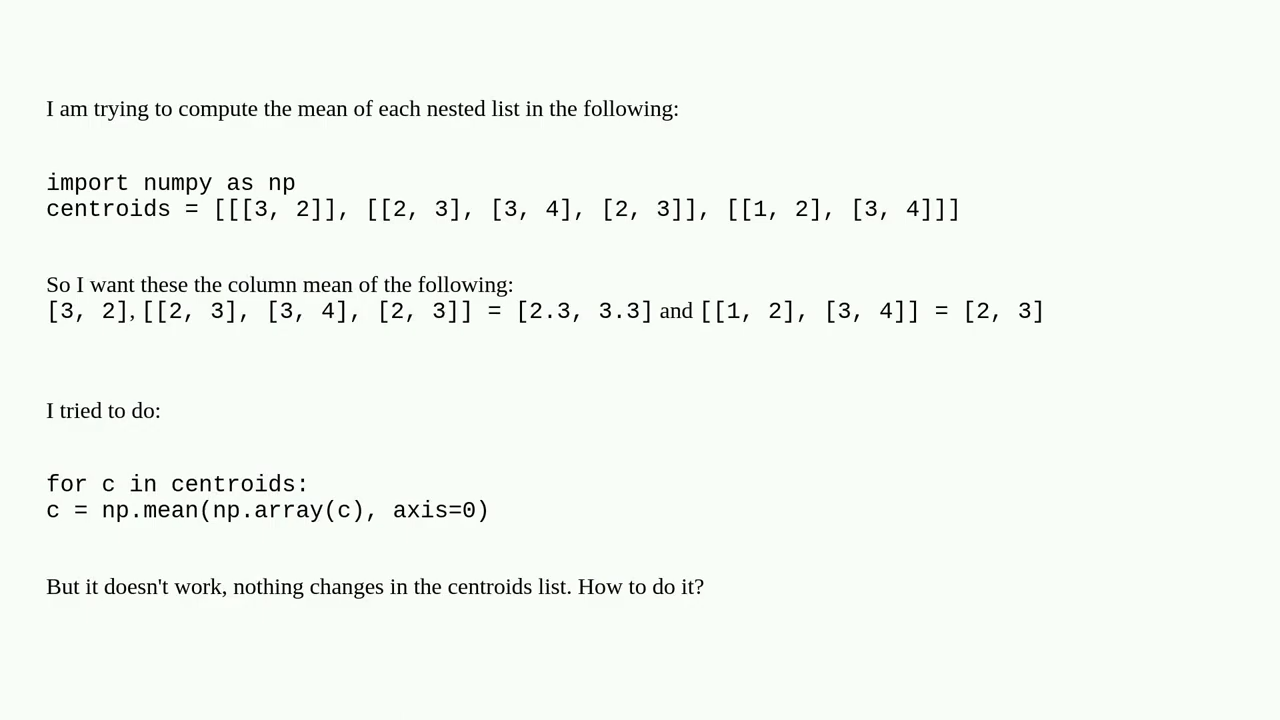 I am trying to compute the mean of each nested list in the following:
import numpy as np
centroids = [[[3, 2]], [[2, 3], [3, 4], [2, 3]], [[1, 2], [3, 4]]]
So I want these the column mean of the following:
[3, 2], [[2, 3], [3, 4], [2, 3]] = [2.3, 3.3] and [[1, 2], [3, 4]] = [2, 3]
I tried to do:
for c in centroids:
c = np.mean(np.array(c), axis=0)
But it doesn't work, nothing changes in the centroids list. How to do it?